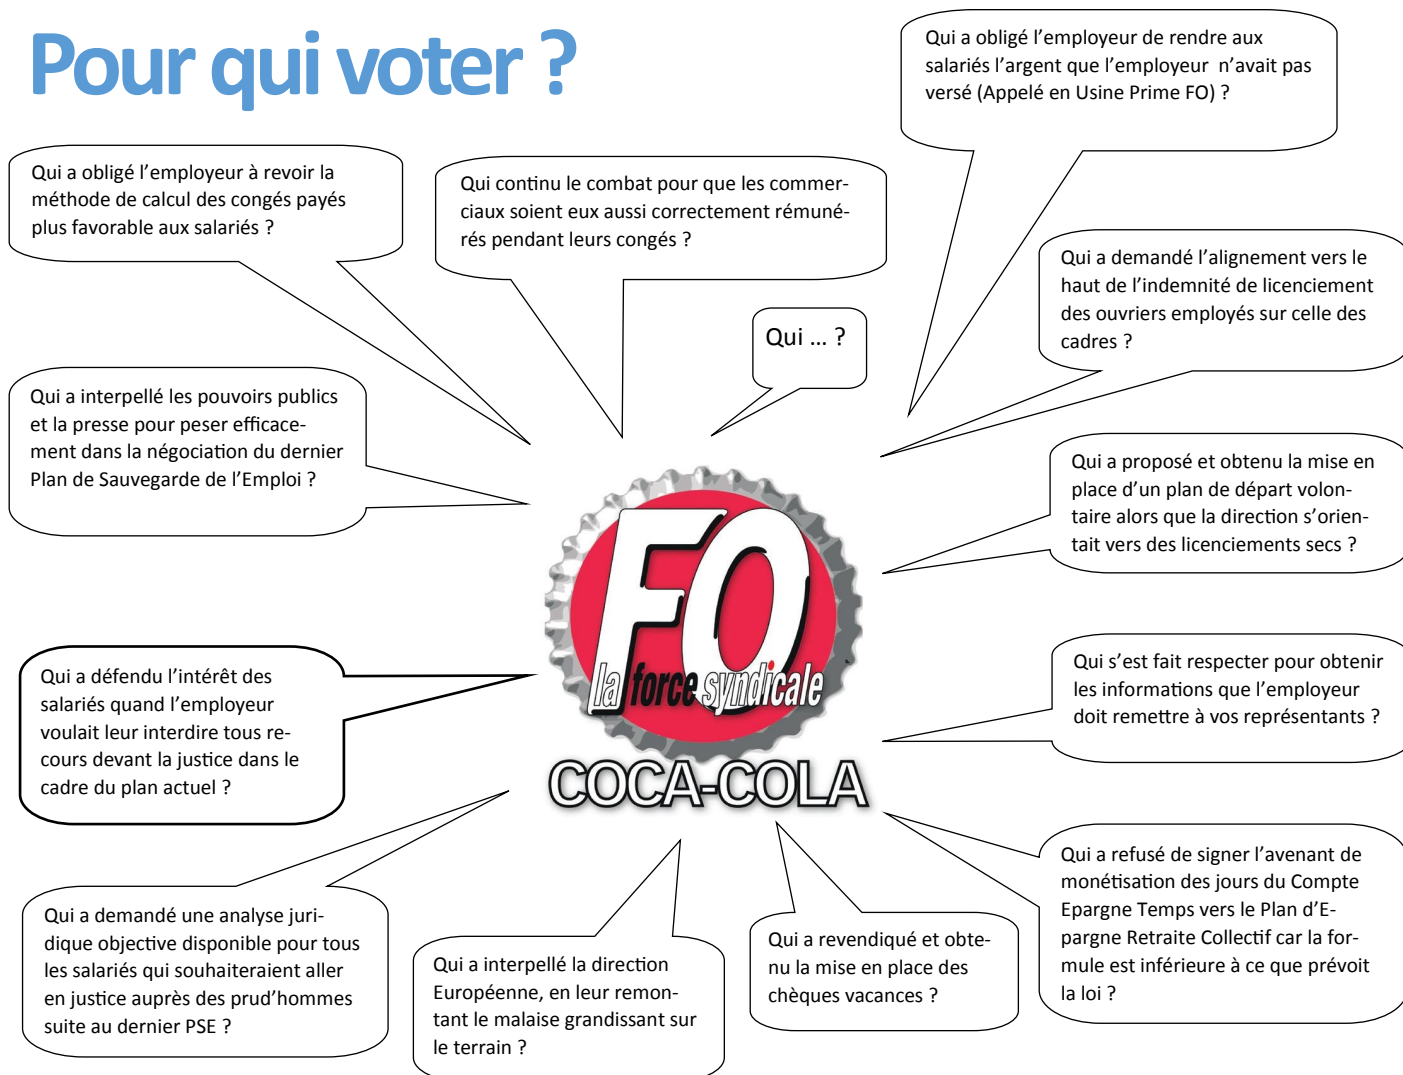 Pour qui voter ?
Qui a obligé l’employeur de rendre aux
salariés l’argent que l’employeur n’avait pas
versé (Appelé en Usine Prime FO) ?
Qui a obligé l’employeur à revoir la
méthode de calcul des congés payés
plus favorable aux salariés ?
Qui continu le combat pour que les commer-
ciaux soient eux aussi correctement rémuné-
rés pendant leurs congés ?
Qui a demandé l’alignement vers le
haut de l’indemnité de licenciement
des ouvriers employés sur celle des
cadres ?
Qui ... ?
Qui a interpellé les pouvoirs publics
et la presse pour peser efficace-
ment dans la négociation du dernier
Plan de Sauvegarde de l’Emploi ?
Qui a proposé et obtenu la mise en
place d’un plan de départ volon-
taire alors que la direction s’orien-
tait vers des licenciements secs ?
FO
la force syndicale
COCA-COLA
Qui a défendu l’intérêt des
salariés quand l’employeur
voulait leur interdire tous re-
cours devant la justice dans le
cadre du plan actuel ?
Qui s’est fait respecter pour obtenir
les informations que l’employeur
doit remettre à vos représentants ?
Qui a demandé une analyse juri-
dique objective disponible pour tous
les salariés qui souhaiteraient aller
en justice auprès des prud’hommes
suite au dernier PSE ?
Qui a interpellé la direction
Européenne, en leur remon-
tant le malaise grandissant sur
le terrain ?
Qui a revendiqué et obte-
nu la mise en place des
chèques vacances ?
Qui a refusé de signer l’avenant de
monétisation des jours du Compte
Epargne Temps vers le Plan d’E-
pargne Retraite Collectif car la for-
mule est inférieure à ce que prévoit
la loi ?